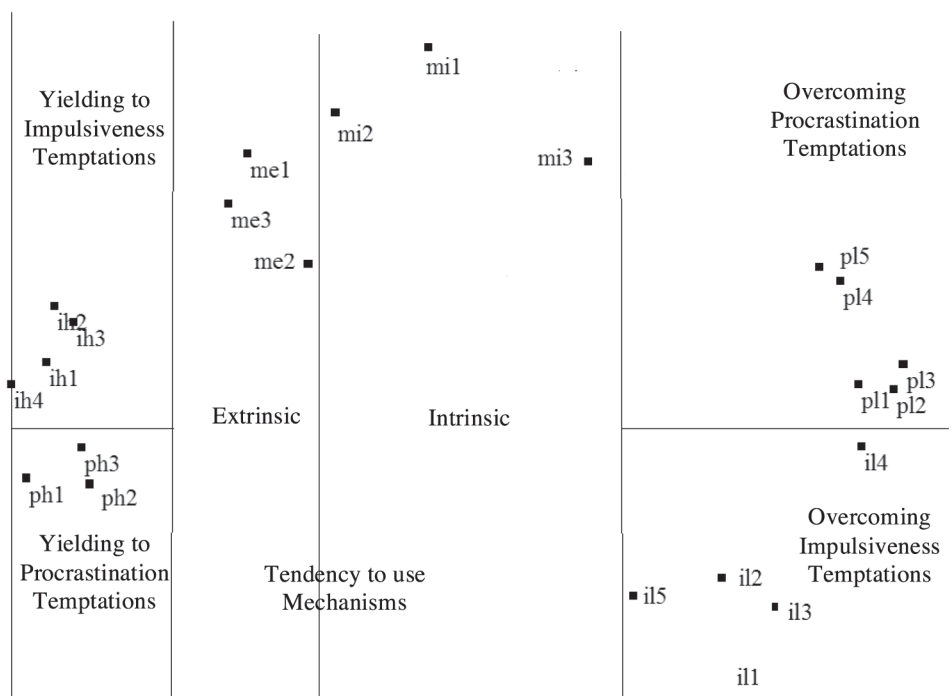 mi1
Yielding to
Impulsiveness
Temptations
Overcoming
Procrastination
Temptations
mi2
me1
mi3
me3
me2
pl5
pl4
ih2
ih3
ih1
ih4
pl3
pl1
pl2
Extrinsic
Intrinsic
ph3
ph1
ph2
il4
Yielding to
Procrastination
Temptations
Overcoming
Impulsiveness
Temptations
Tendency to use
Mechanisms
il2
il5
il3
il1